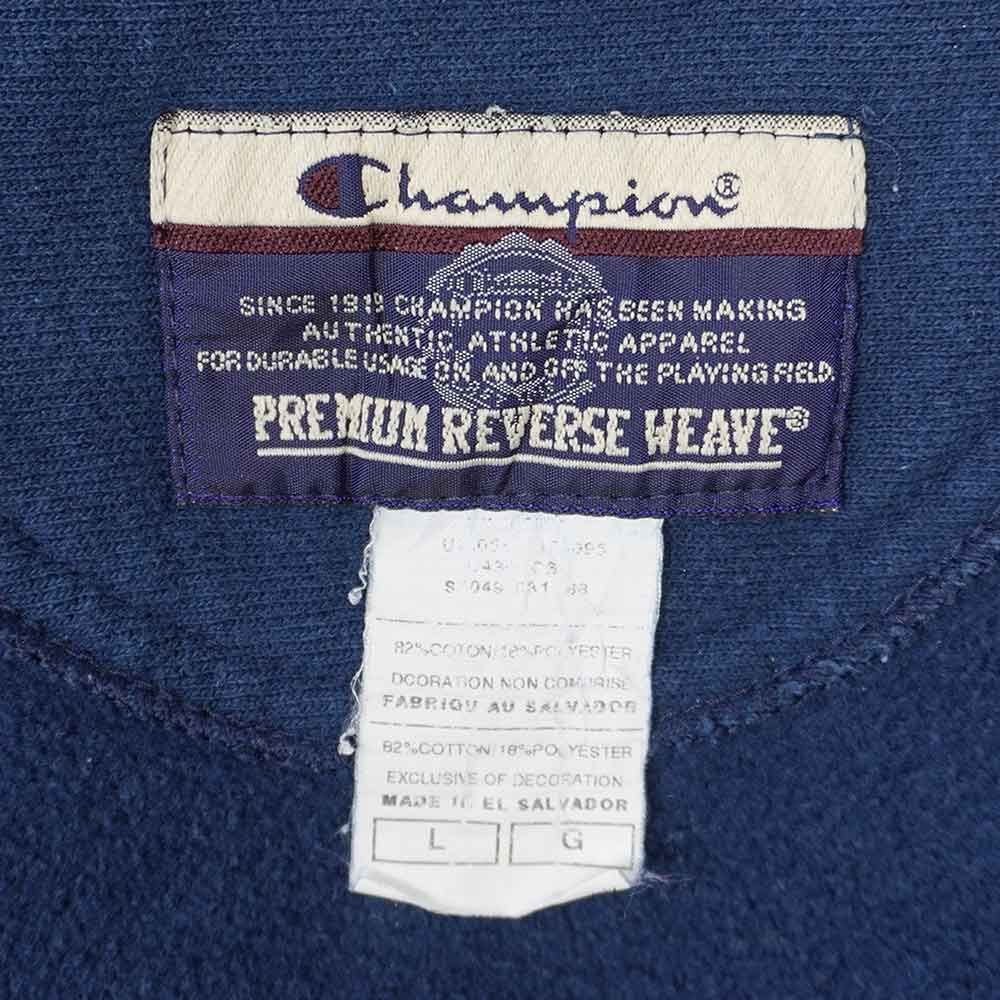 Champion®
SINCE 1919 CHAMPION HAS BEEN MAKING
AUTHENTIC ATHLETIC APPAREL
FOR DURABLE USAGE ON AND OFF THE PLAYING FIELD.
PREMIUM REVERSE WEAVE®
82%COTON/18%POLYESTER
DCORATION NON COMPRISE
FABRIQU AU SALVADOR
82%COTTON/18%POLYESTER
EXCLUSIVE OF DECORATION
MADE IN EL SALVADOR
L G